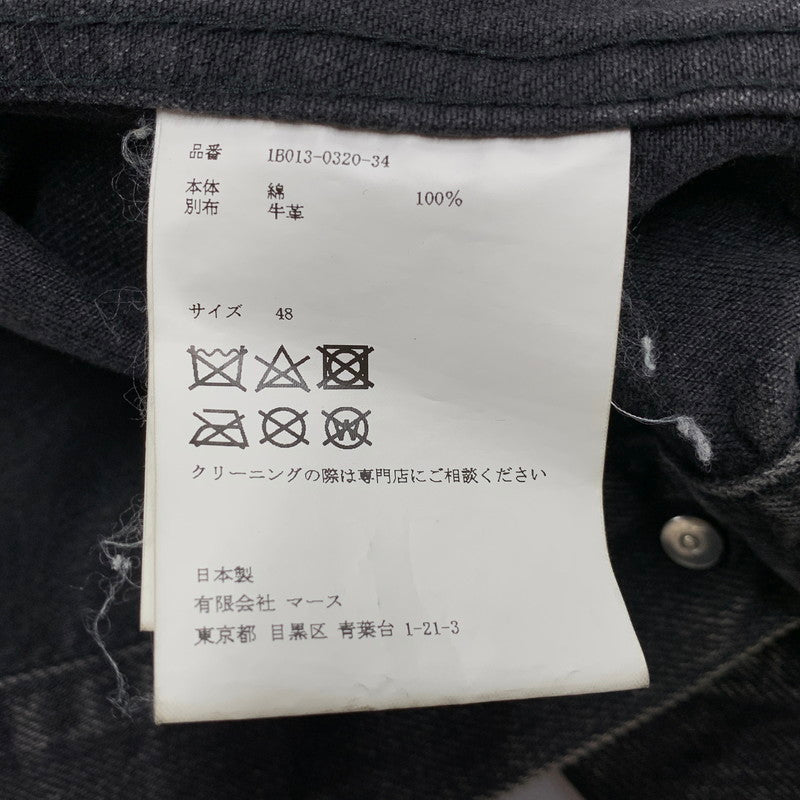 品番 1B013-0320-34
本体 綿 100%
別布 牛革
サイズ 48
W
クリーニングの際は専門店にご相談ください
日本製
有限会社 マース
東京都 目黒区 青葉台 1-21-3